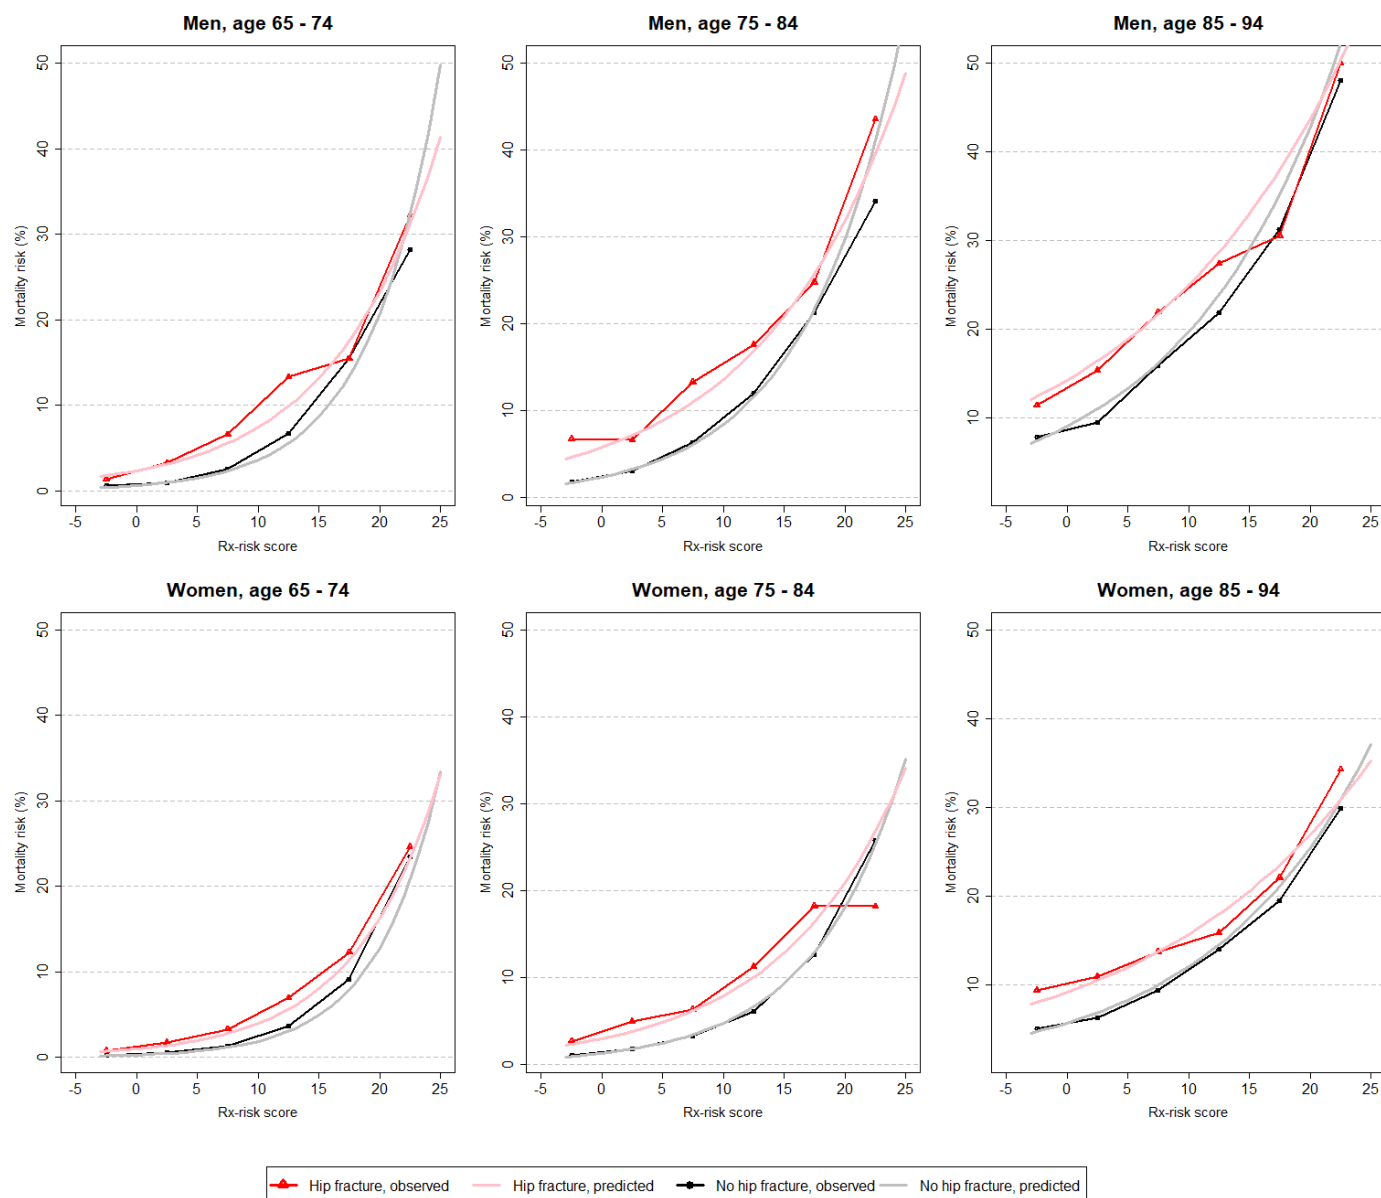 Men, age 65 - 74
Men, age 75 - 84
Men, age 85 - 94
Mortality risk (%)
50
40
30
20
10
0
-5 0 5 10 15 20 25
Rx-risk score
Mortality risk (%)
50
40
30
20
10
0
-5 0 5 10 15 20 25
Rx-risk score
Mortality risk (%)
50
40
30
20
10
-5 0 5 10 15 20 25
Rx-risk score
Women, age 65 - 74
Women, age 75 - 84
Women, age 85 - 94
Mortality risk (%)
50
40
30
20
10
0
-5 0 5 10 15 20 25
Rx-risk score
Mortality risk (%)
50
40
30
20
10
0
-5 0 5 10 15 20 25
Rx-risk score
Mortality risk (%)
50
40
30
20
10
-5 0 5 10 15 20 25
Rx-risk score
Hip fracture, observed Hip fracture, predicted No hip fracture, observed No hip fracture, predicted